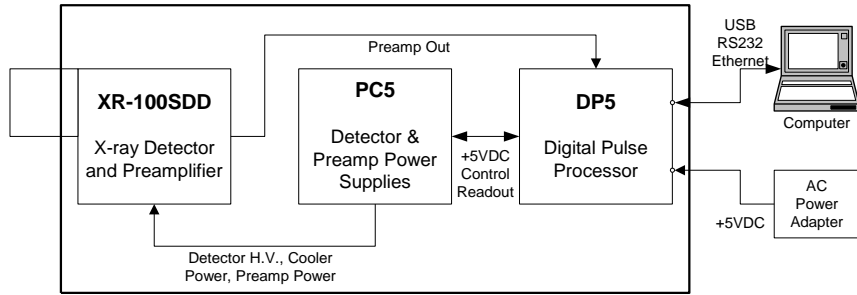 Preamp Out
XR-100SDD
X-ray Detector
and Preamplifier
PC5
Detector &
Preamp Power
Supplies
+5VDC
Control
Readout
DP5
Digital Pulse
Processor
Detector H.V., Cooler
Power, Preamp Power
USB
RS232
Ethernet
Computer
AC
Power
Adapter
+5VDC